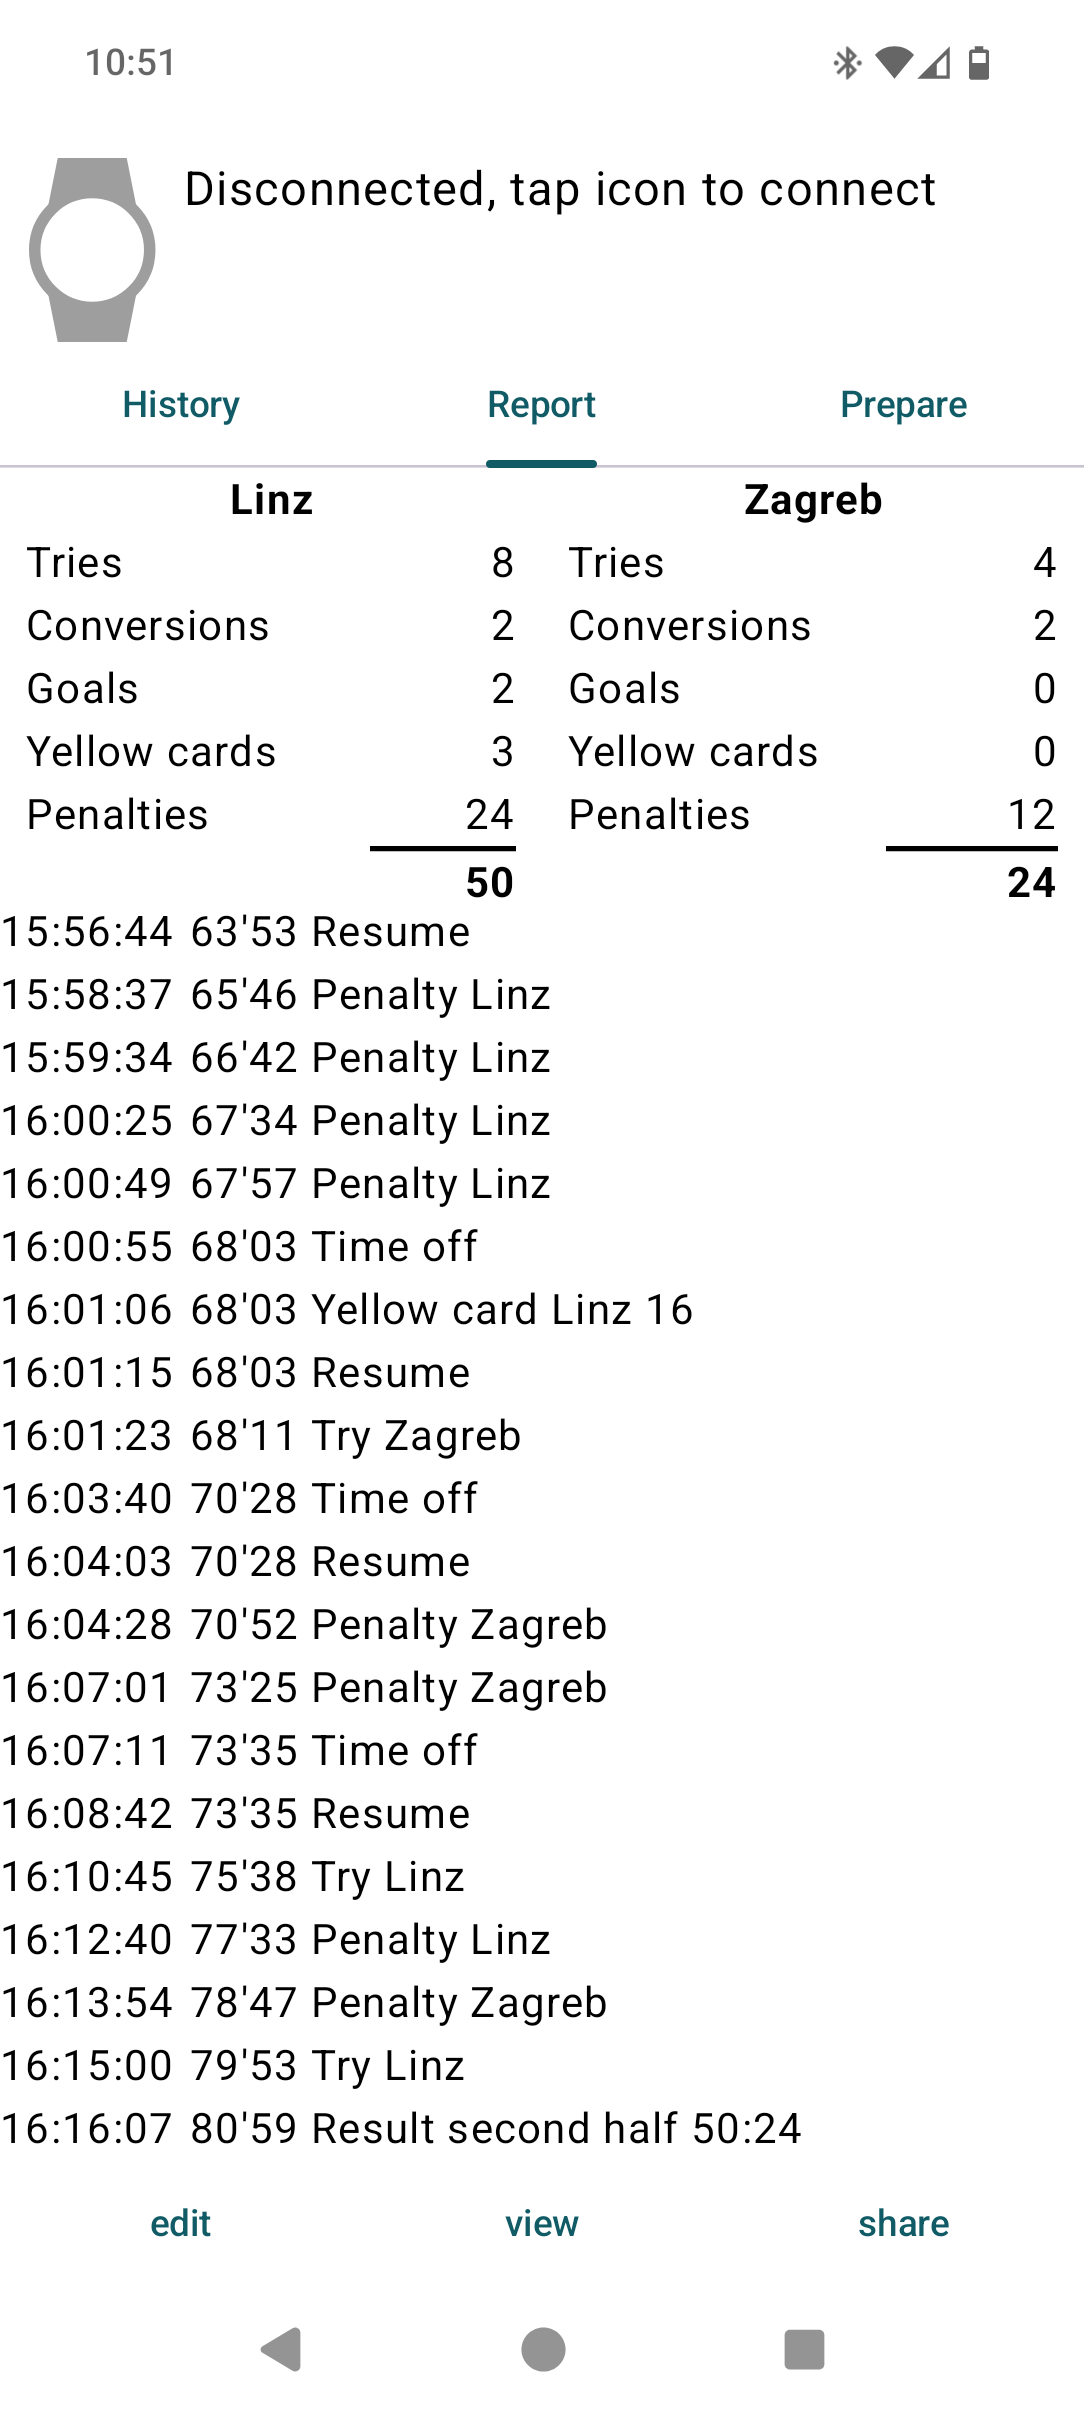 10:51
Disconnected, tap icon to connect
History Report Prepare
Linz Zagreb
Tries 8 Tries 4
Conversions 2 Conversions 2
Goals 2 Goals 0
Yellow cards 3 Yellow cards 0
Penalties 24 Penalties 12
50 24
15:56:44 63'53 Resume
15:58:37 65'46 Penalty Linz
15:59:34 66'42 Penalty Linz
16:00:25 67'34 Penalty Linz
16:00:49 67'57 Penalty Linz
16:00:55 68'03 Time off
16:01:06 68'03 Yellow card Linz 16
16:01:15 68'03 Resume
16:01:23 68'11 Try Zagreb
16:03:40 70'28 Time off
16:04:03 70'28 Resume
16:04:28 70'52 Penalty Zagreb
16:07:01 73'25 Penalty Zagreb
16:07:11 73'35 Time off
16:08:42 73'35 Resume
16:10:45 75'38 Try Linz
16:12:40 77'33 Penalty Linz
16:13:54 78'47 Penalty Zagreb
16:15:00 79'53 Try Linz
16:16:07 80'59 Result second half 50:24
edit view share